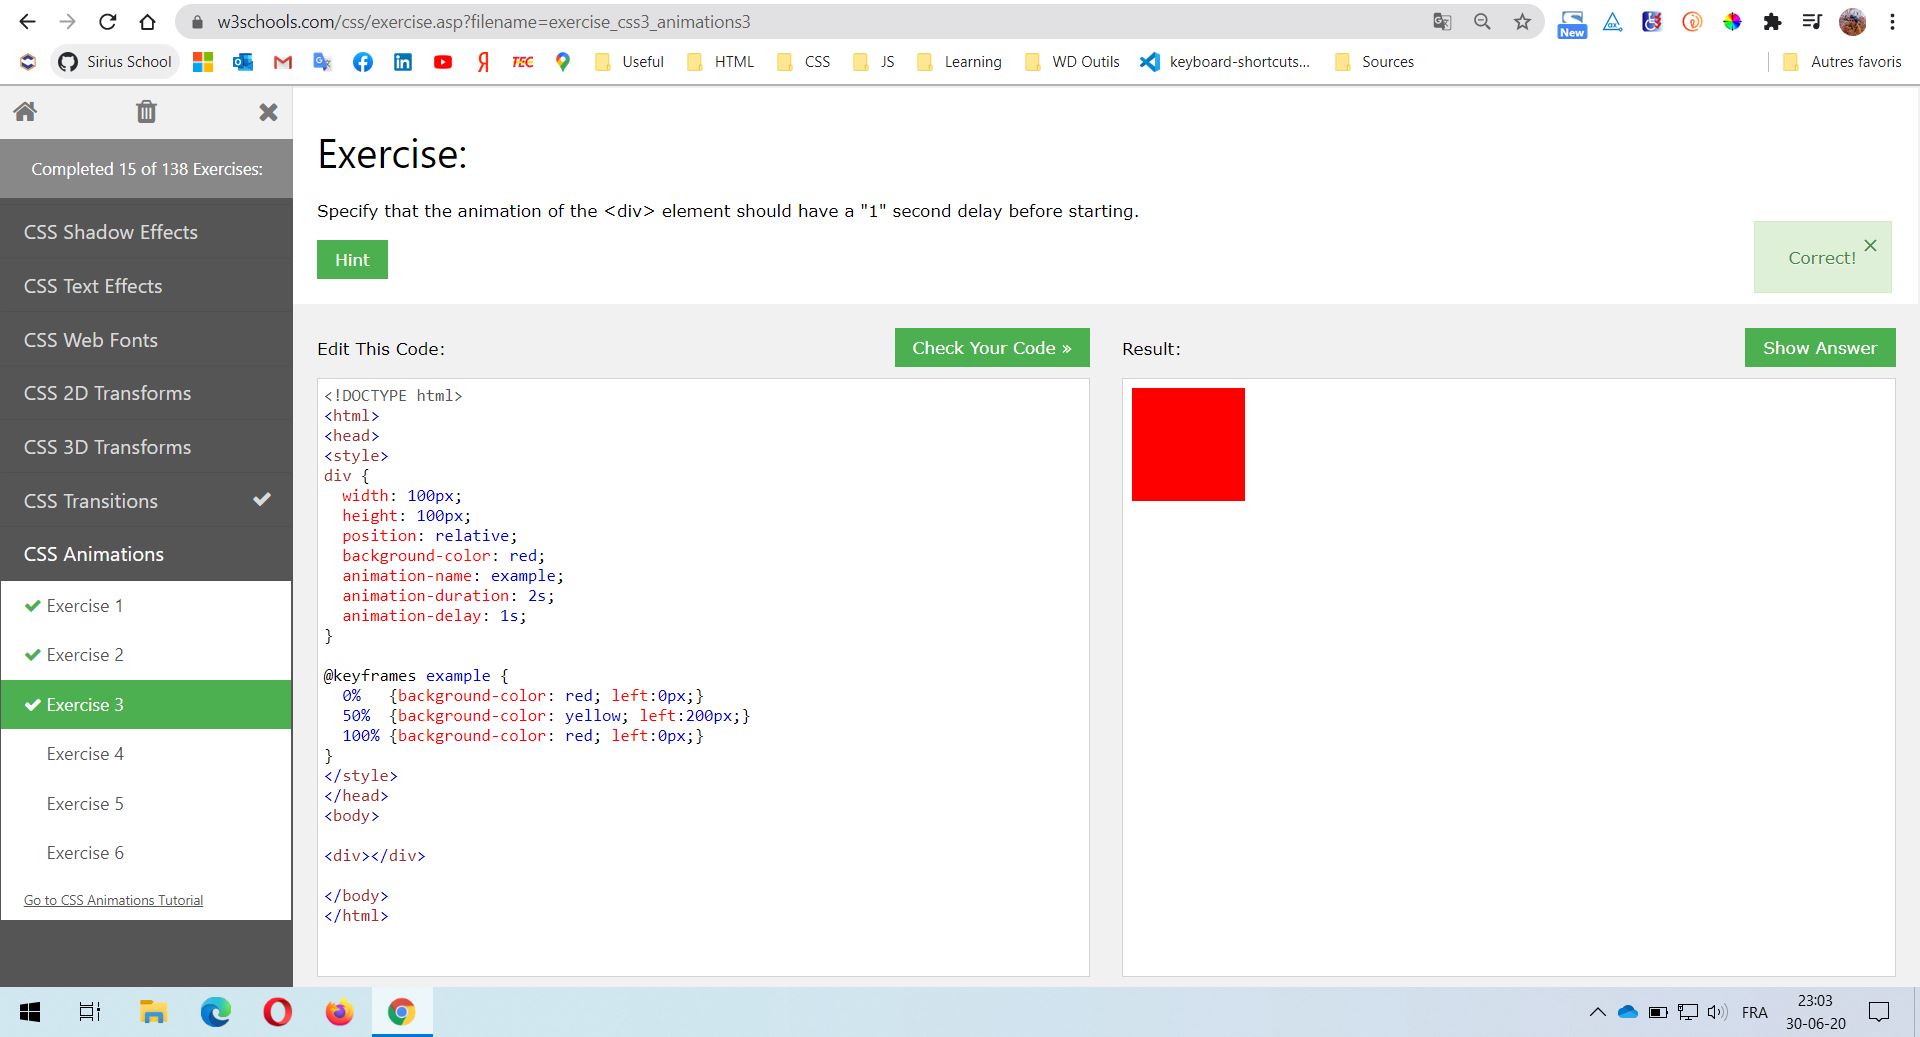 w3schools.com/css/exercise.asp?filename=exercise_css3_animations3
New
Sirius School
TEC
Useful
HTML
CSS
JS
Learning
WD Outils
keyboard-shortcuts...
Sources
Autres favoris
Completed 15 of 138 Exercises:
CSS Shadow Effects
CSS Text Effects
CSS Web Fonts
CSS 2D Transforms
CSS 3D Transforms
CSS Transitions
CSS Animations
Exercise 1
Exercise 2
Exercise 3
Exercise 4
Exercise 5
Exercise 6
Go to CSS Animations Tutorial
Exercise:
Specify that the animation of the <div> element should have a "1" second delay before starting.
Hint
Correct!
Edit This Code:
Check Your Code »
Result:
Show Answer
<!DOCTYPE html>
<html>
<head>
<style>
div {
  width: 100px;
  height: 100px;
  position: relative;
  background-color: red;
  animation-name: example;
  animation-duration: 2s;
  animation-delay: 1s;
}
@keyframes example {
  0%   {background-color: red; left:0px;}
  50%  {background-color: yellow; left:200px;}
  100% {background-color: red; left:0px;}
}
</style>
</head>
<body>
<div></div>
</body>
</html>
FRA
23:03
30-06-20